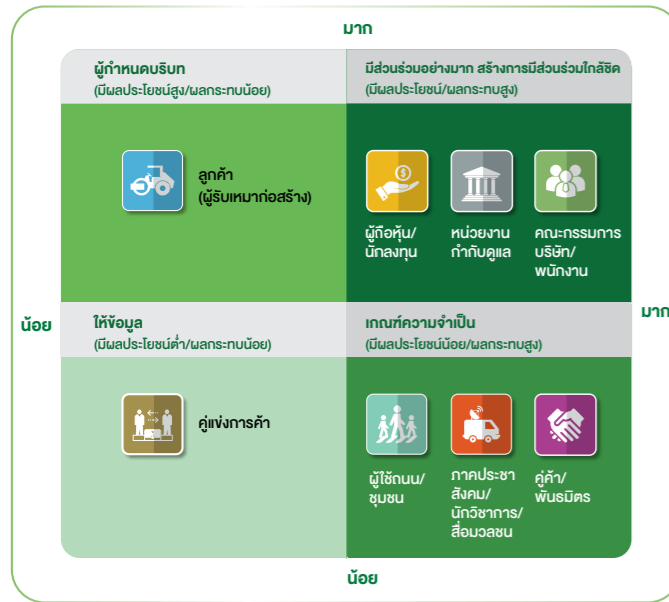 มาก
ผู้กำหนดบริบท
(มีผลประโยชน์สูง/ผลกระทบน้อย)
มีส่วนร่วมอย่างมาก สร้างการมีส่วนร่วมใกล้ชิด
(มีผลประโยชน์/ผลกระทบสูง)
ลูกค้า
(ผู้รับเหมาก่อสร้าง)
ผู้ถือหุ้น/
นักลงทุน
หน่วยงาน
กำกับดูแล
คณะกรรมการ
บริษัท/
พนักงาน
น้อย
มาก
ให้ข้อมูล
(มีผลประโยชน์ต่ำ/ผลกระทบน้อย)
เกณฑ์ความจำเป็น
(มีผลประโยชน์น้อย/ผลกระทบสูง)
คู่แข่งการค้า
ผู้ใช้ถนน/
ชุมชน
ภาคประชา
สังคม/
นักวิชาการ/
สื่อมวลชน
คู่ค้า/
พันธมิตร
น้อย